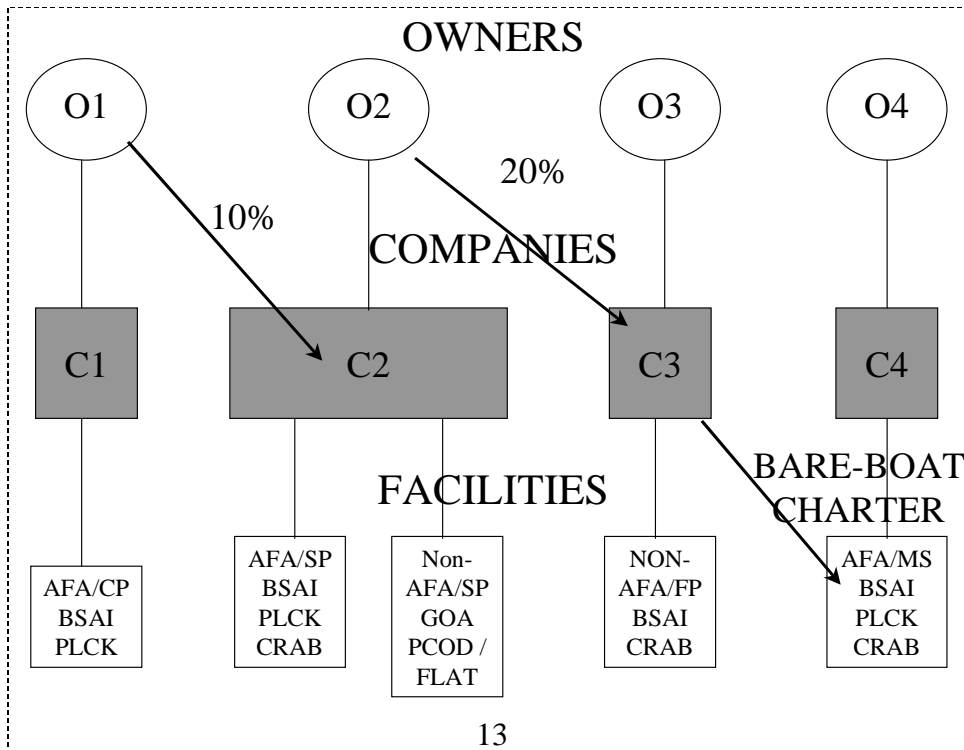 OWNERS
O1
O2
O3
O4
20%
10%
COMPANIES
C1
C2
C3
C4
BARE-BOAT
CHARTER
FACILITIES
AFA/CP
BSAI
PLCK
AFA/SP
BSAI
PLCK
CRAB
Non-
AFA/SP
GOA
PCOD /
FLAT
NON-
AFA/FP
BSAI
CRAB
AFA/MS
BSAI
PLCK
CRAB
13